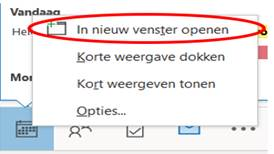 Vandaag
In nieuw venster openen
Korte weergave dokken
Kort weergeven tonen
Opties...